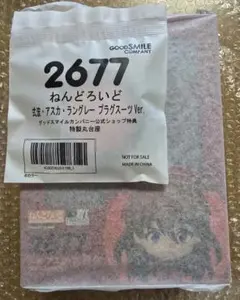 GOOD SMILE
COMPANY
2677
ねんどろいど
式波・アスカ・ラングレー プラグスーツ Ver.
グッドスマイルカンパニー公式ショップ特典
特製丸台座
NOT FOR SALE
MADE IN CHINA